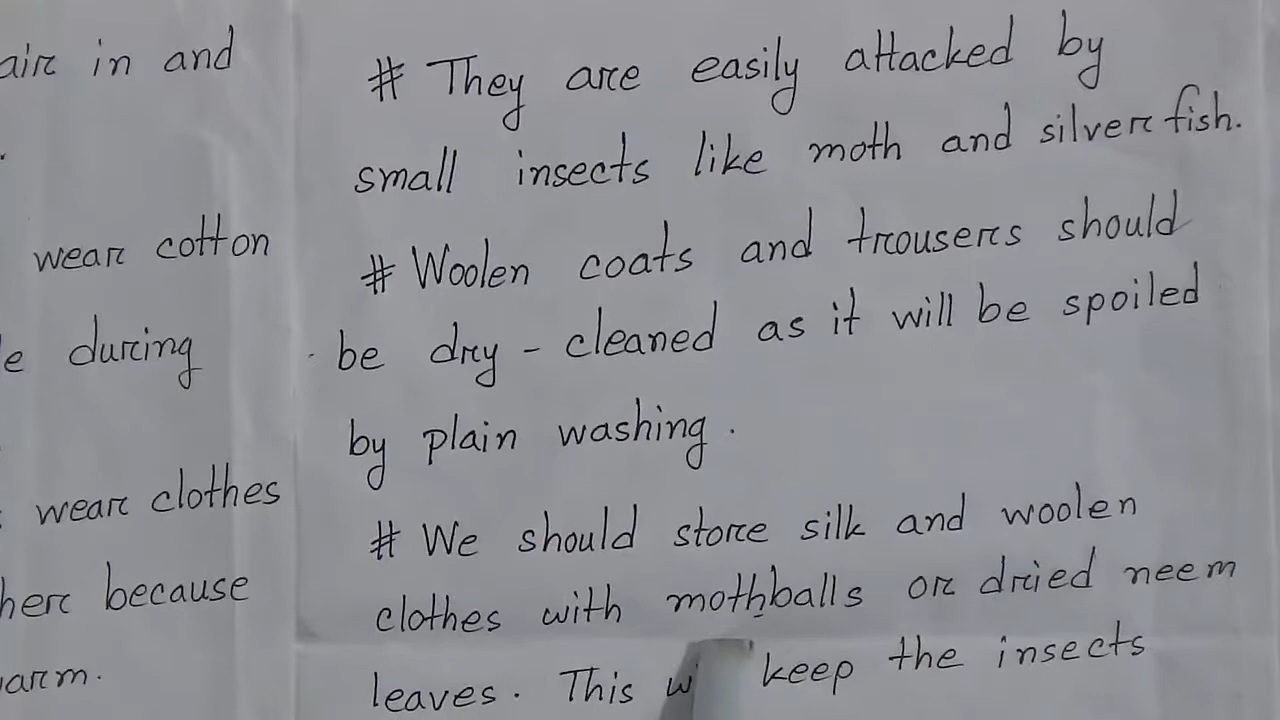 air in and
wear cotton
e during
wear clothes
her because
arm.
# They are easily attacked by
small insects like moth and silver fish.
# Woolen coats and trousers should
be dry - cleaned as it will be spoiled
by plain washing.
# We should store silk and woolen
clothes with mothballs or dried neem
leaves. This keep the insects